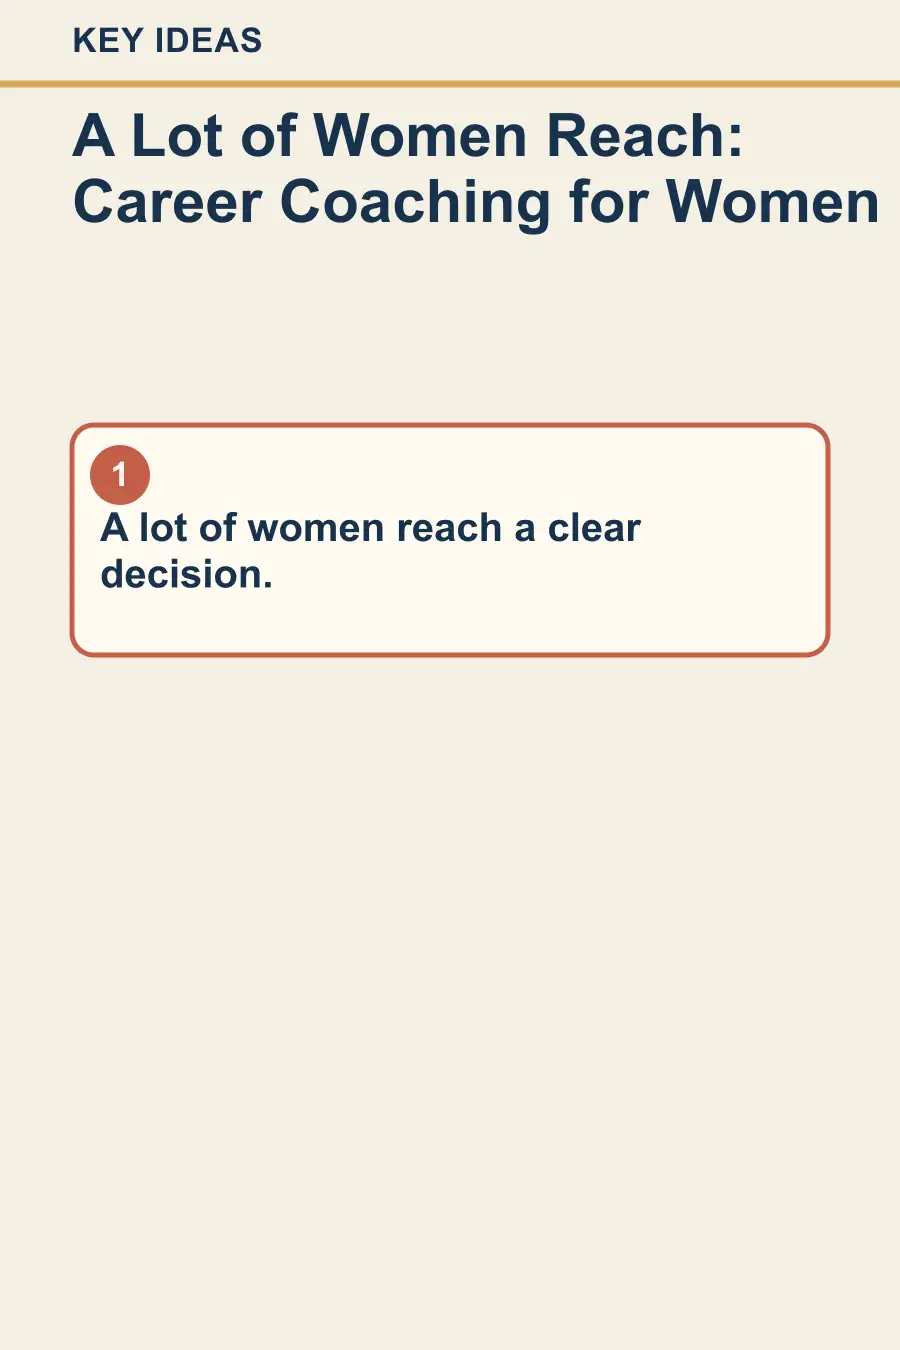 KEY IDEAS
A Lot of Women Reach:
Career Coaching for Women
1
A lot of women reach a clear
decision.